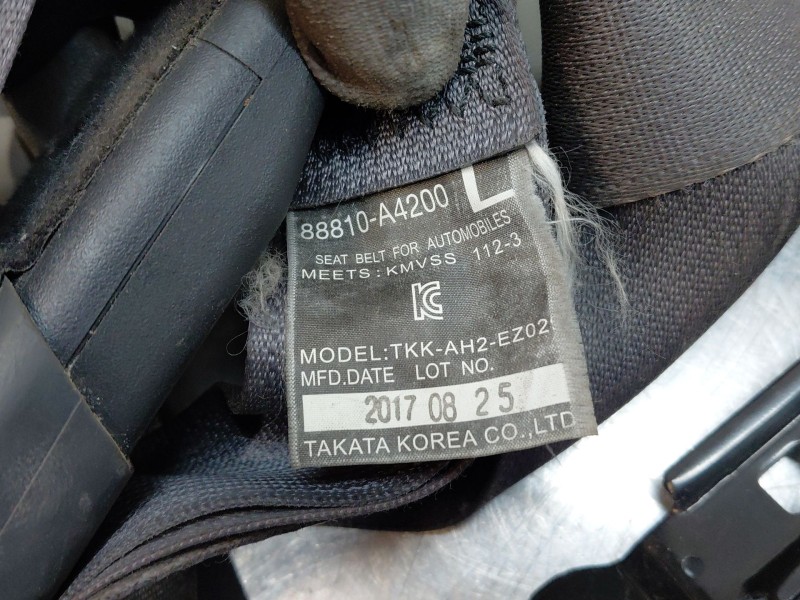 88810-A4200 L
SEAT BELT FOR AUTOMOBILES
MEETS: KMVSS 112-3
KC
MODEL:TKK-AH2-EZ02
MFD.DATE LOT NO.
2017 08 25
TAKATA KOREA CO.,LTD